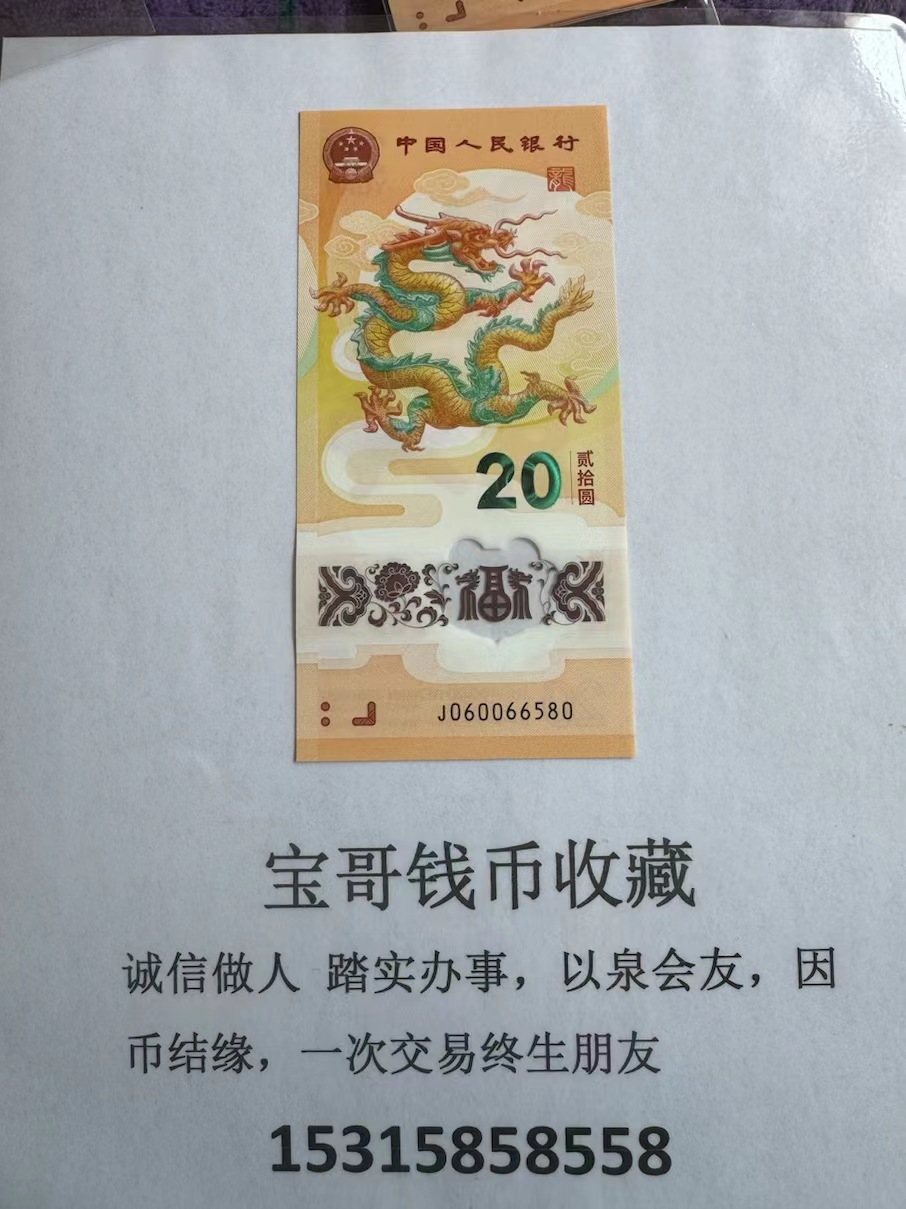 中国人民银行
龍
20
贰拾圆
福
J060066580
宝哥钱币收藏
诚信做人 踏实办事，以泉会友，因
币结缘，一次交易终生朋友
15315858558